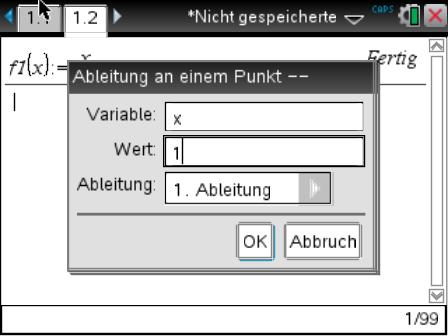 1.1 1.2 *Nicht gespeicherte CAPS
f1(x):= x Fertig
Ableitung an einem Punkt --
Variable: x
Wert: 1
Ableitung: 1. Ableitung
OK Abbruch
1/99